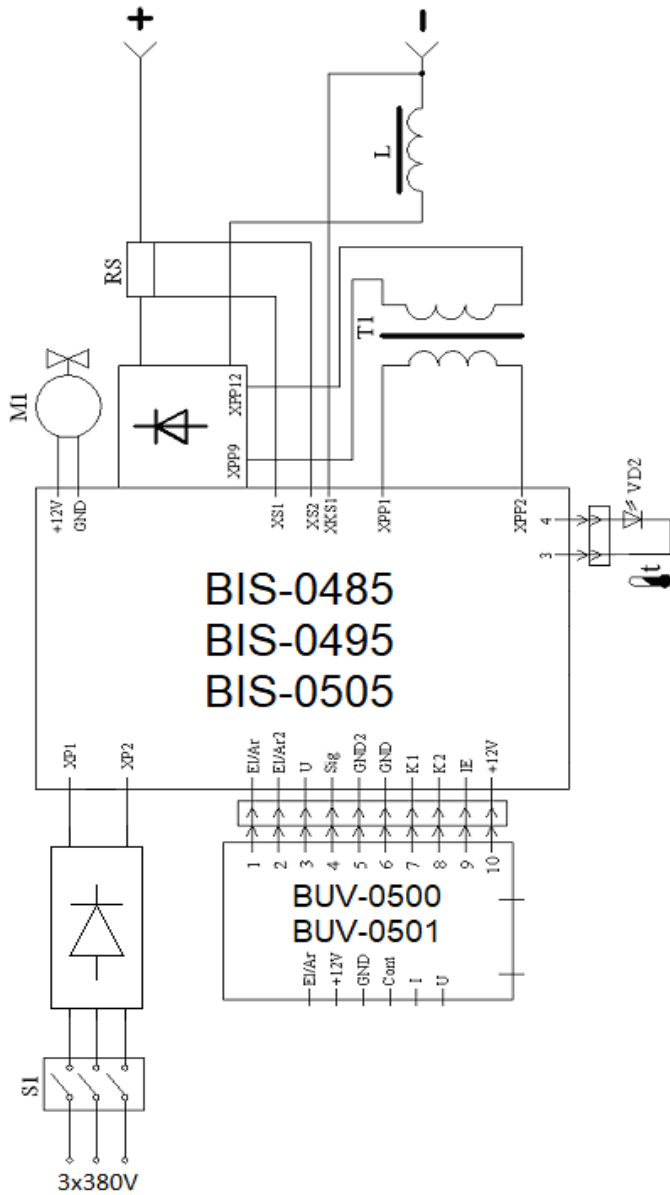 +
-
L
RS
M1
T1
XPP12
XPP9
+12V
GND
XS1
XS2
XKS1
XPP1
XPP2
4
3
VD2
t
BIS-0485
BIS-0495
BIS-0505
XP1
XP2
El/Ar
El/Ar2
U
Sig
GND2
GND
K1
K2
IE
+12V
1
2
3
4
5
6
7
8
9
10
BUV-0500
BUV-0501
El/Ar
+12V
GND
Cont
I
U
S1
3x380V